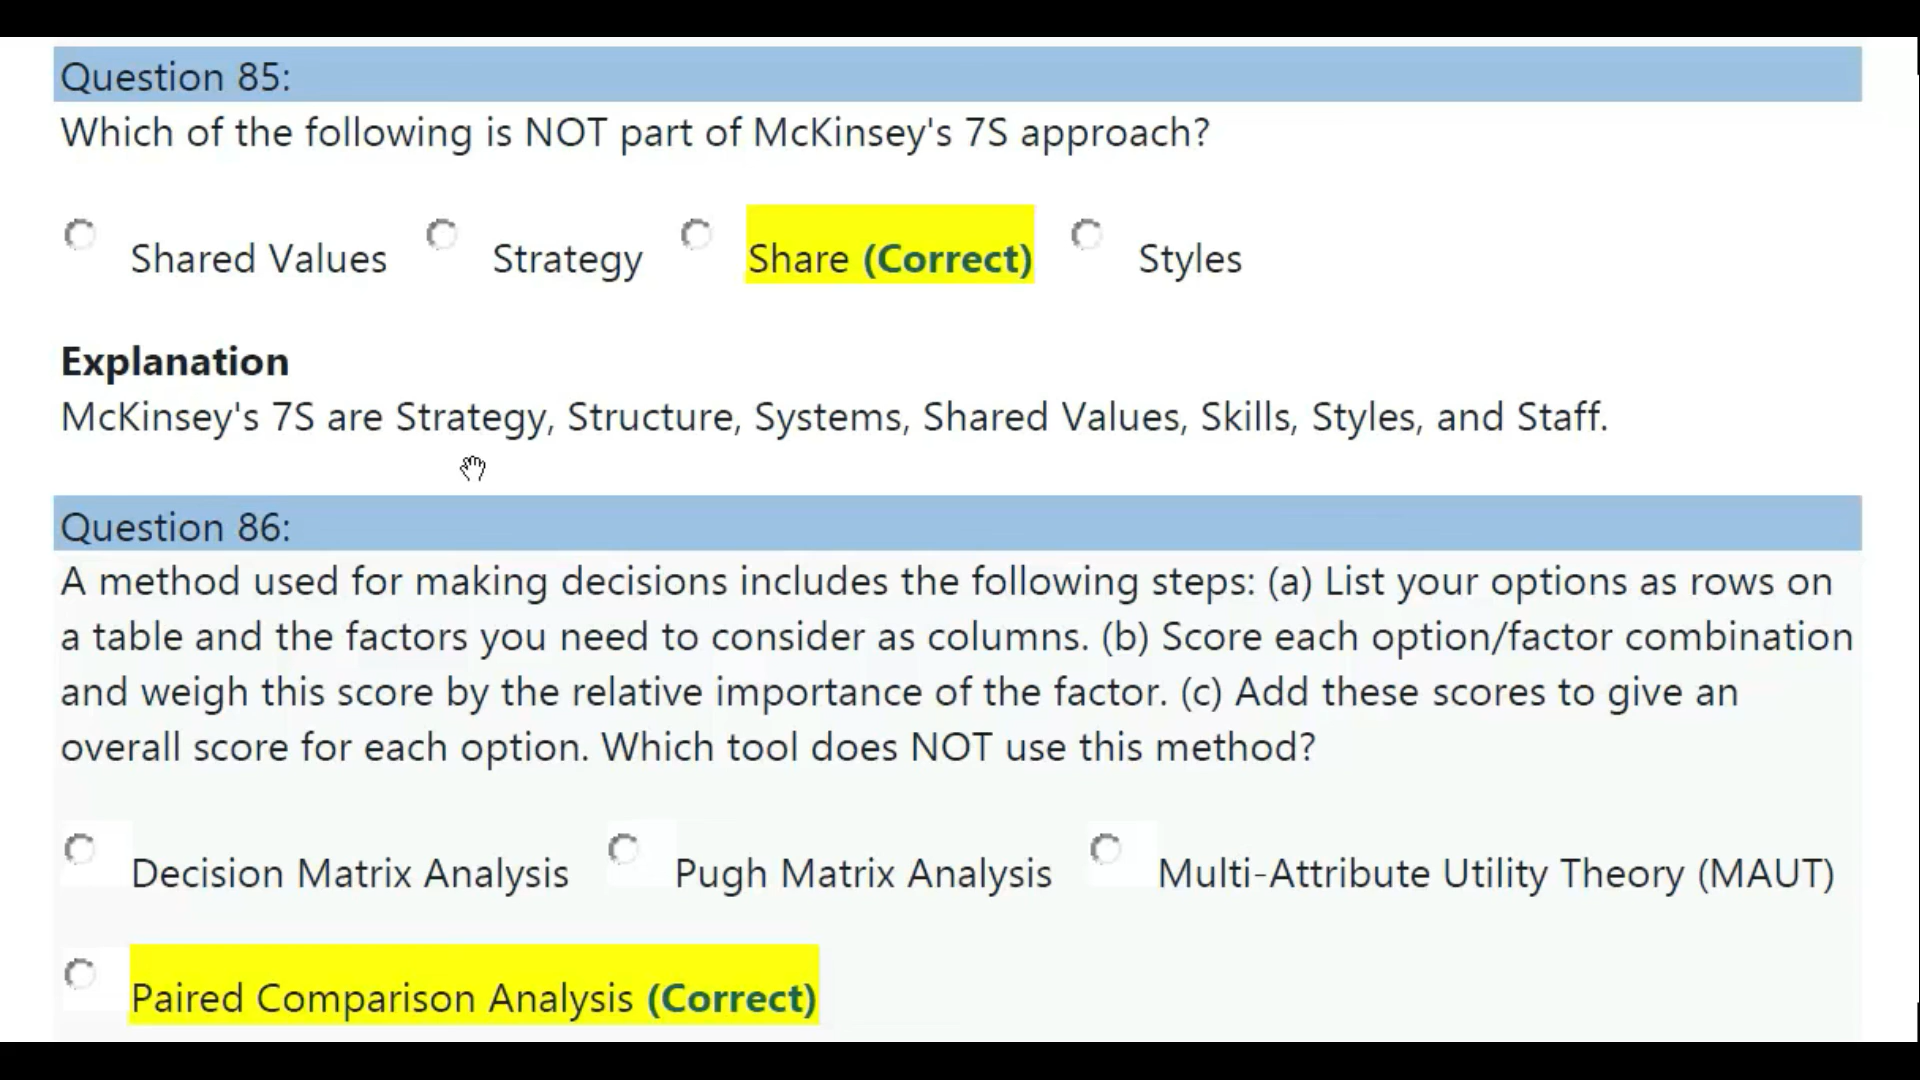 Question 85:
Which of the following is NOT part of McKinsey's 7S approach?
Shared Values Strategy Share (Correct) Styles
Explanation
McKinsey's 7S are Strategy, Structure, Systems, Shared Values, Skills, Styles, and Staff.
Question 86:
A method used for making decisions includes the following steps: (a) List your options as rows on
a table and the factors you need to consider as columns. (b) Score each option/factor combination
and weigh this score by the relative importance of the factor. (c) Add these scores to give an
overall score for each option. Which tool does NOT use this method?
Decision Matrix Analysis Pugh Matrix Analysis Multi-Attribute Utility Theory (MAUT)
Paired Comparison Analysis (Correct)